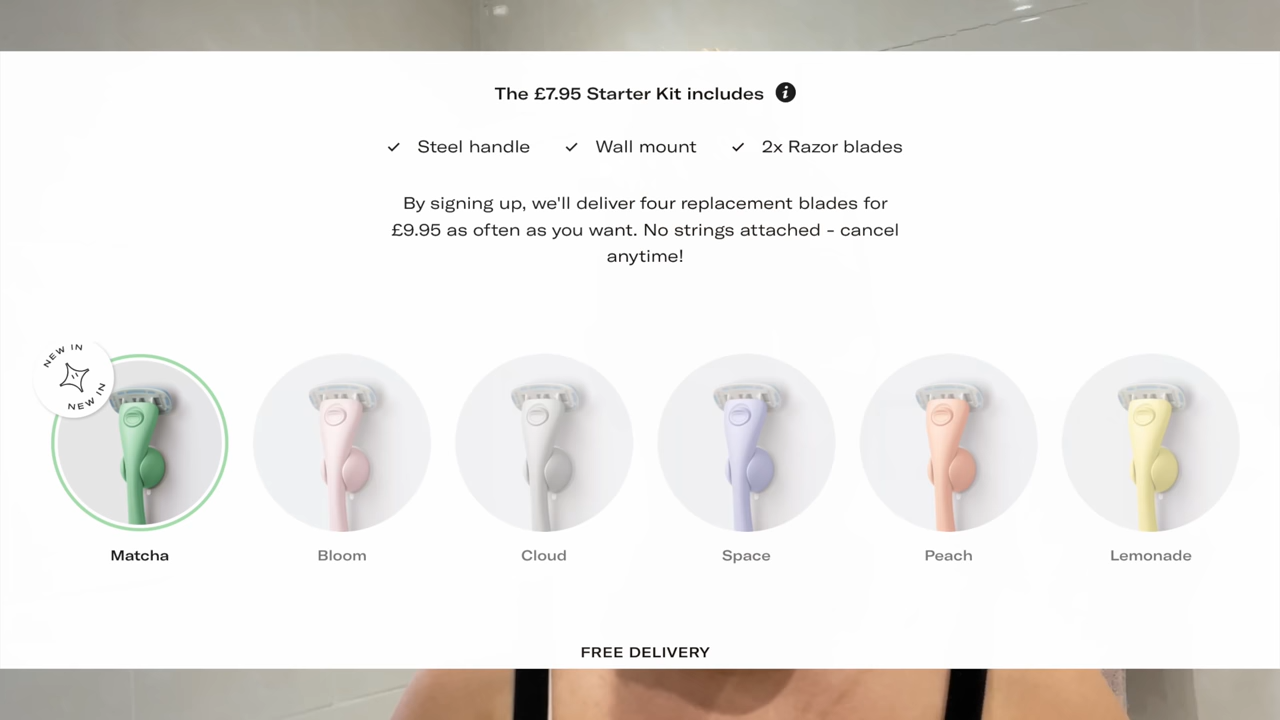 The £7.95 Starter Kit includes i
✓ Steel handle ✓ Wall mount ✓ 2x Razor blades
By signing up, we'll deliver four replacement blades for
£9.95 as often as you want. No strings attached - cancel
anytime!
NEW IN
NEW IN
Matcha Bloom Cloud Space Peach Lemonade
FREE DELIVERY